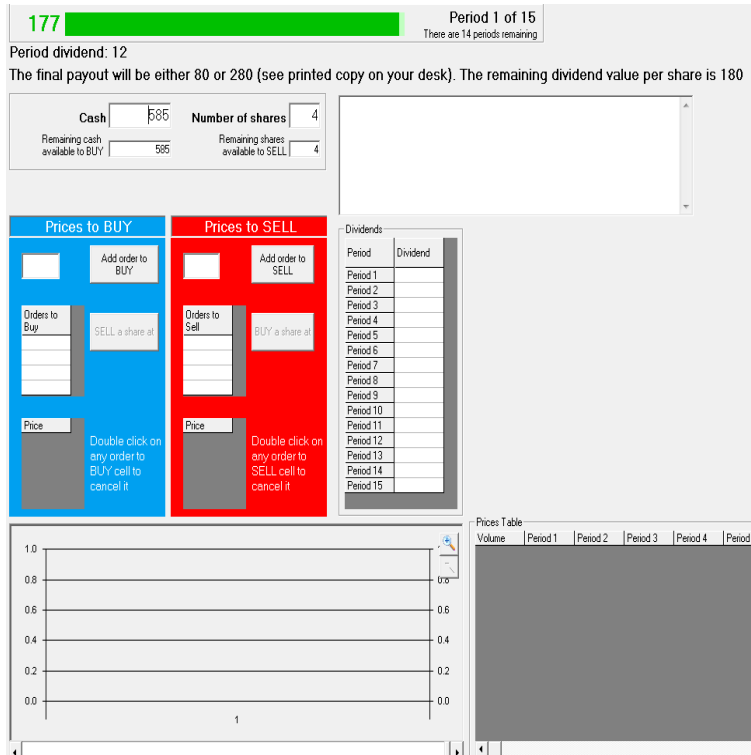 177
Period 1 of 15
There are 14 periods remaining
Period dividend: 12
The final payout will be either 80 or 280 (see printed copy on your desk). The remaining dividend value per share is 180
Cash 585 Number of shares 4
Remaining cash available to BUY 585 Remaining shares available to SELL 4
Prices to BUY
Add order to
BUY
Orders to
Buy
SELL a share at
Price
Double click on
any order to
BUY cell to
cancel it
Prices to SELL
Add order to
SELL
Orders to
Sell
BUY a share at
Price
Double click on
any order to
SELL cell to
cancel it
Dividends
Period Dividend
Period 1
Period 2
Period 3
Period 4
Period 5
Period 6
Period 7
Period 8
Period 9
Period 10
Period 11
Period 12
Period 13
Period 14
Period 15
1.0
0.8 0.8
0.6 0.6
0.4 0.4
0.2 0.2
0.0 0.0
1
Prices Table
Volume Period 1 Period 2 Period 3 Period 4 Period